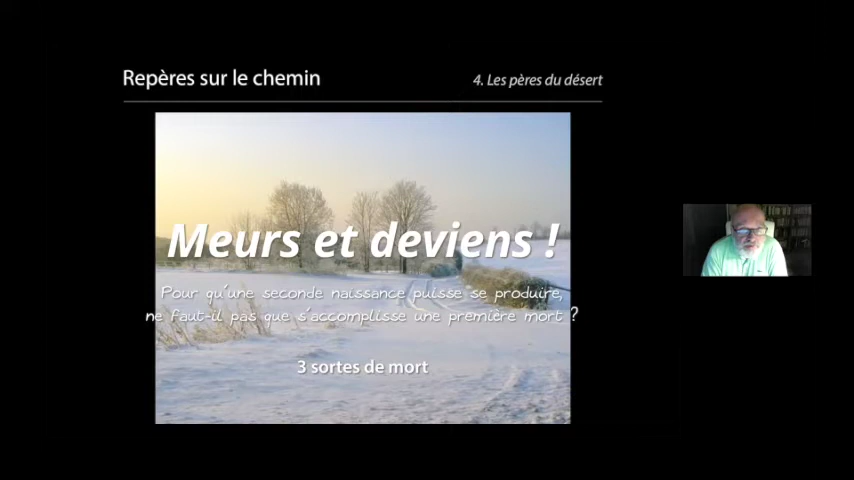 Repères sur le chemin
4. Les pères du désert
Meurs et deviens !
Pour qu'une seconde naissance puisse se produire,
ne faut-il pas que s'accomplisse une première mort ?
3 sortes de mort